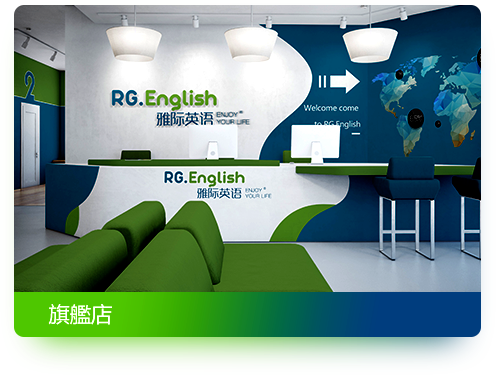 2
RG.English
雅际英语 ENJOY®
YOUR LIFE
Welcome come
to RG.English
RG.English
雅际英语 ENJOY®
YOUR LIFE
旗艦店